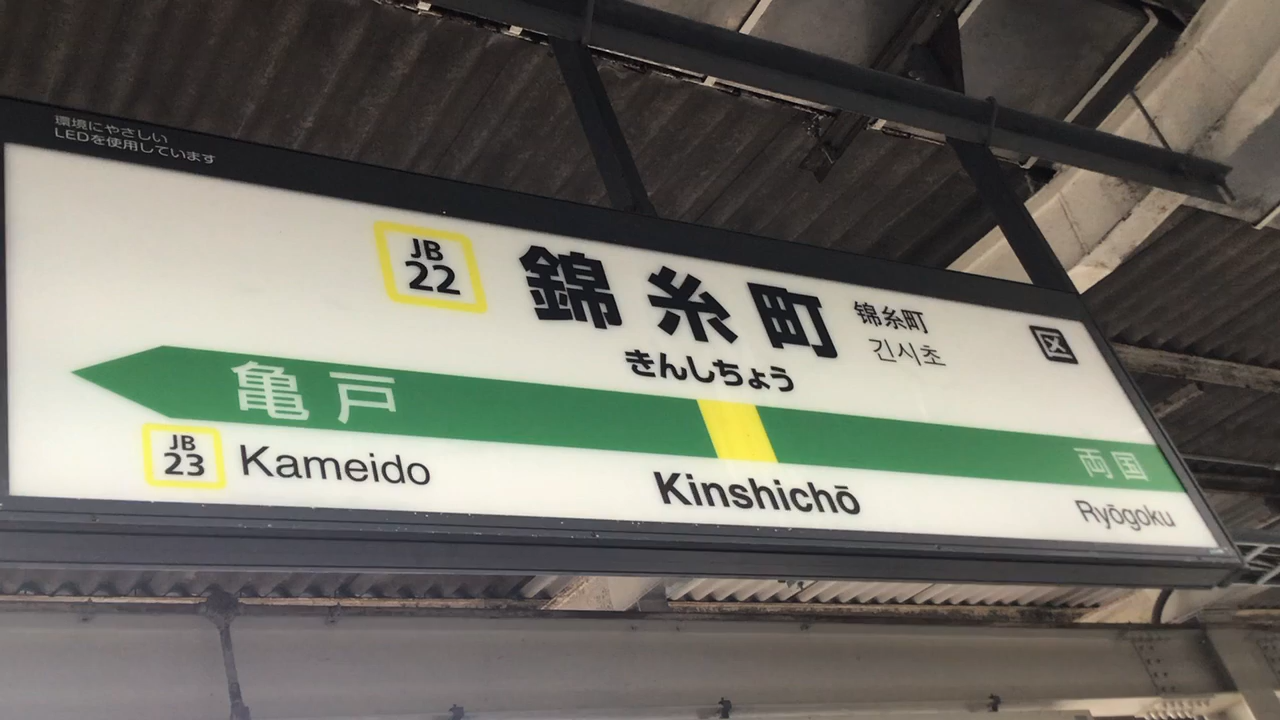 環境にやさしい
LEDを使用しています
JB
22
錦糸町
锦糸町
긴시초
区
きんしちょう
亀戸
両国
JB
23
Kameido
Kinshichō
Ryōgoku